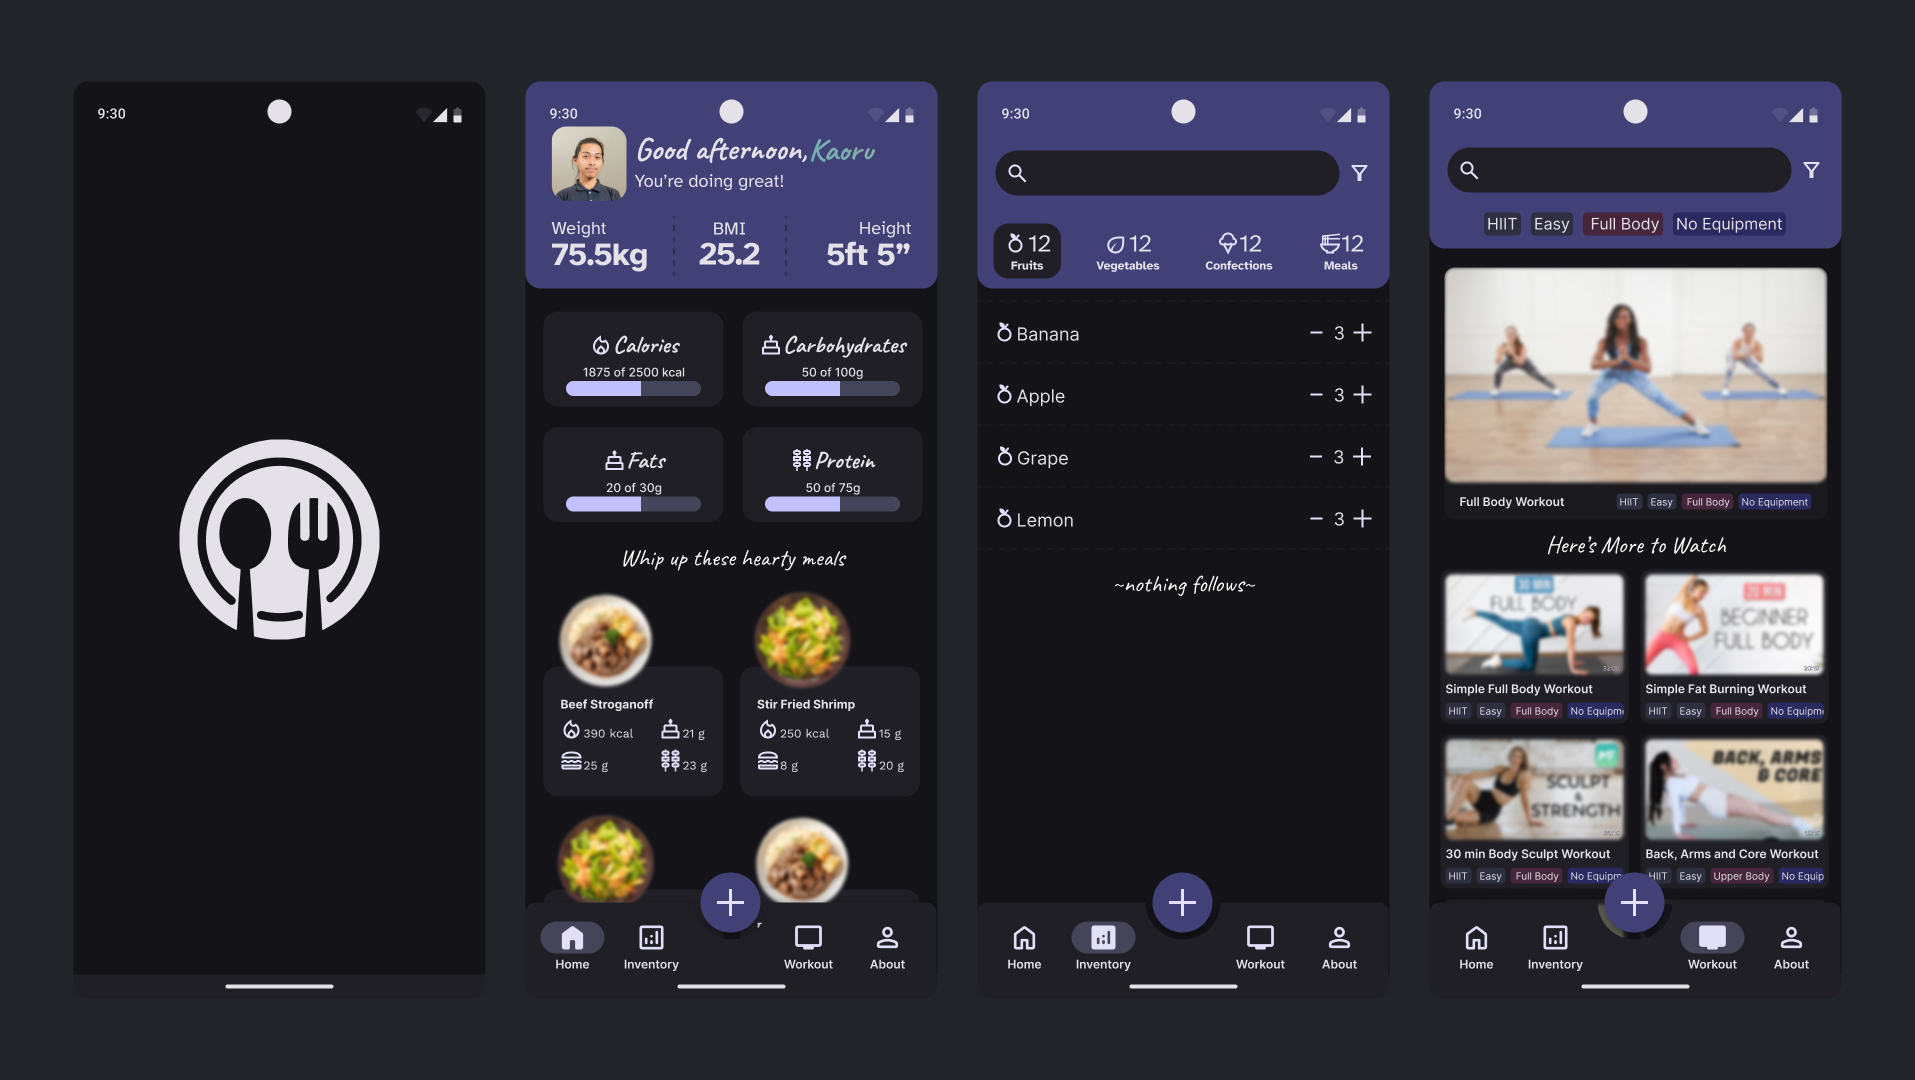 9:30
9:30
Good afternoon, Kaoru
You're doing great!
Weight
75.5kg
BMI
25.2
Height
5ft 5”
Calories
1875 of 2500 kcal
Carbohydrates
50 of 100g
Fats
20 of 30g
Protein
50 of 75g
Whip up these hearty meals
Beef Stroganoff
390 kcal
21 g
25 g
23 g
Stir Fried Shrimp
250 kcal
15 g
8 g
20 g
Home
Inventory
Workout
About
9:30
12
Fruits
12
Vegetables
12
Confections
12
Meals
Banana
− 3 +
Apple
− 3 +
Grape
− 3 +
Lemon
− 3 +
~nothing follows~
Home
Inventory
Workout
About
9:30
HIIT Easy Full Body No Equipment
Full Body Workout
HIIT Easy Full Body No Equipment
Here's More to Watch
30 MIN
FULL BODY
Simple Full Body Workout
HIIT Easy Full Body No Equipm
20 MIN
BEGINNER
FULL BODY
Simple Fat Burning Workout
HIIT Easy Full Body No Equipm
SCULPT
&
STRENGTH
30 min Body Sculpt Workout
HIIT Easy Full Body No Equipm
BACK, ARMS
& CORE
Back, Arms and Core Workout
HIIT Easy Upper Body No Equip
Home
Inventory
Workout
About